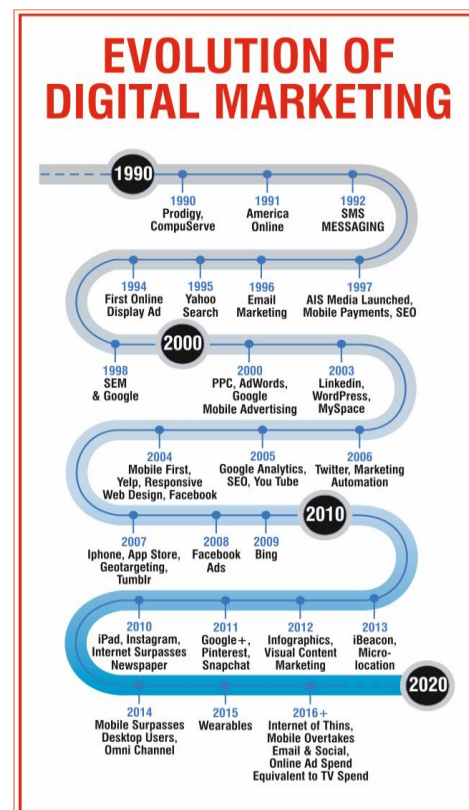 EVOLUTION OF
DIGITAL MARKETING
1990
1990
Prodigy,
CompuServe
1991
America
Online
1992
SMS
MESSAGING
1994
First Online
Display Ad
1995
Yahoo
Search
1996
Email
Marketing
1997
AIS Media Launched,
Mobile Payments, SEO
2000
1998
SEM
& Google
2000
PPC, AdWords,
Google
Mobile Advertising
2003
Linkedin,
WordPress,
MySpace
2004
Mobile First,
Yelp, Responsive
Web Design, Facebook
2005
Google Analytics,
SEO, You Tube
2006
Twitter, Marketing
Automation
2010
2007
Iphone, App Store,
Geotargeting,
Tumblr
2008
Facebook
Ads
2009
Bing
2010
iPad, Instagram,
Internet Surpasses
Newspaper
2011
Google+,
Pinterest,
Snapchat
2012
Infographics,
Visual Content
Marketing
2013
iBeacon,
Micro-
location
2020
2014
Mobile Surpasses
Desktop Users,
Omni Channel
2015
Wearables
2016+
Internet of Thins,
Mobile Overtakes
Email & Social,
Online Ad Spend
Equivalent to TV Spend